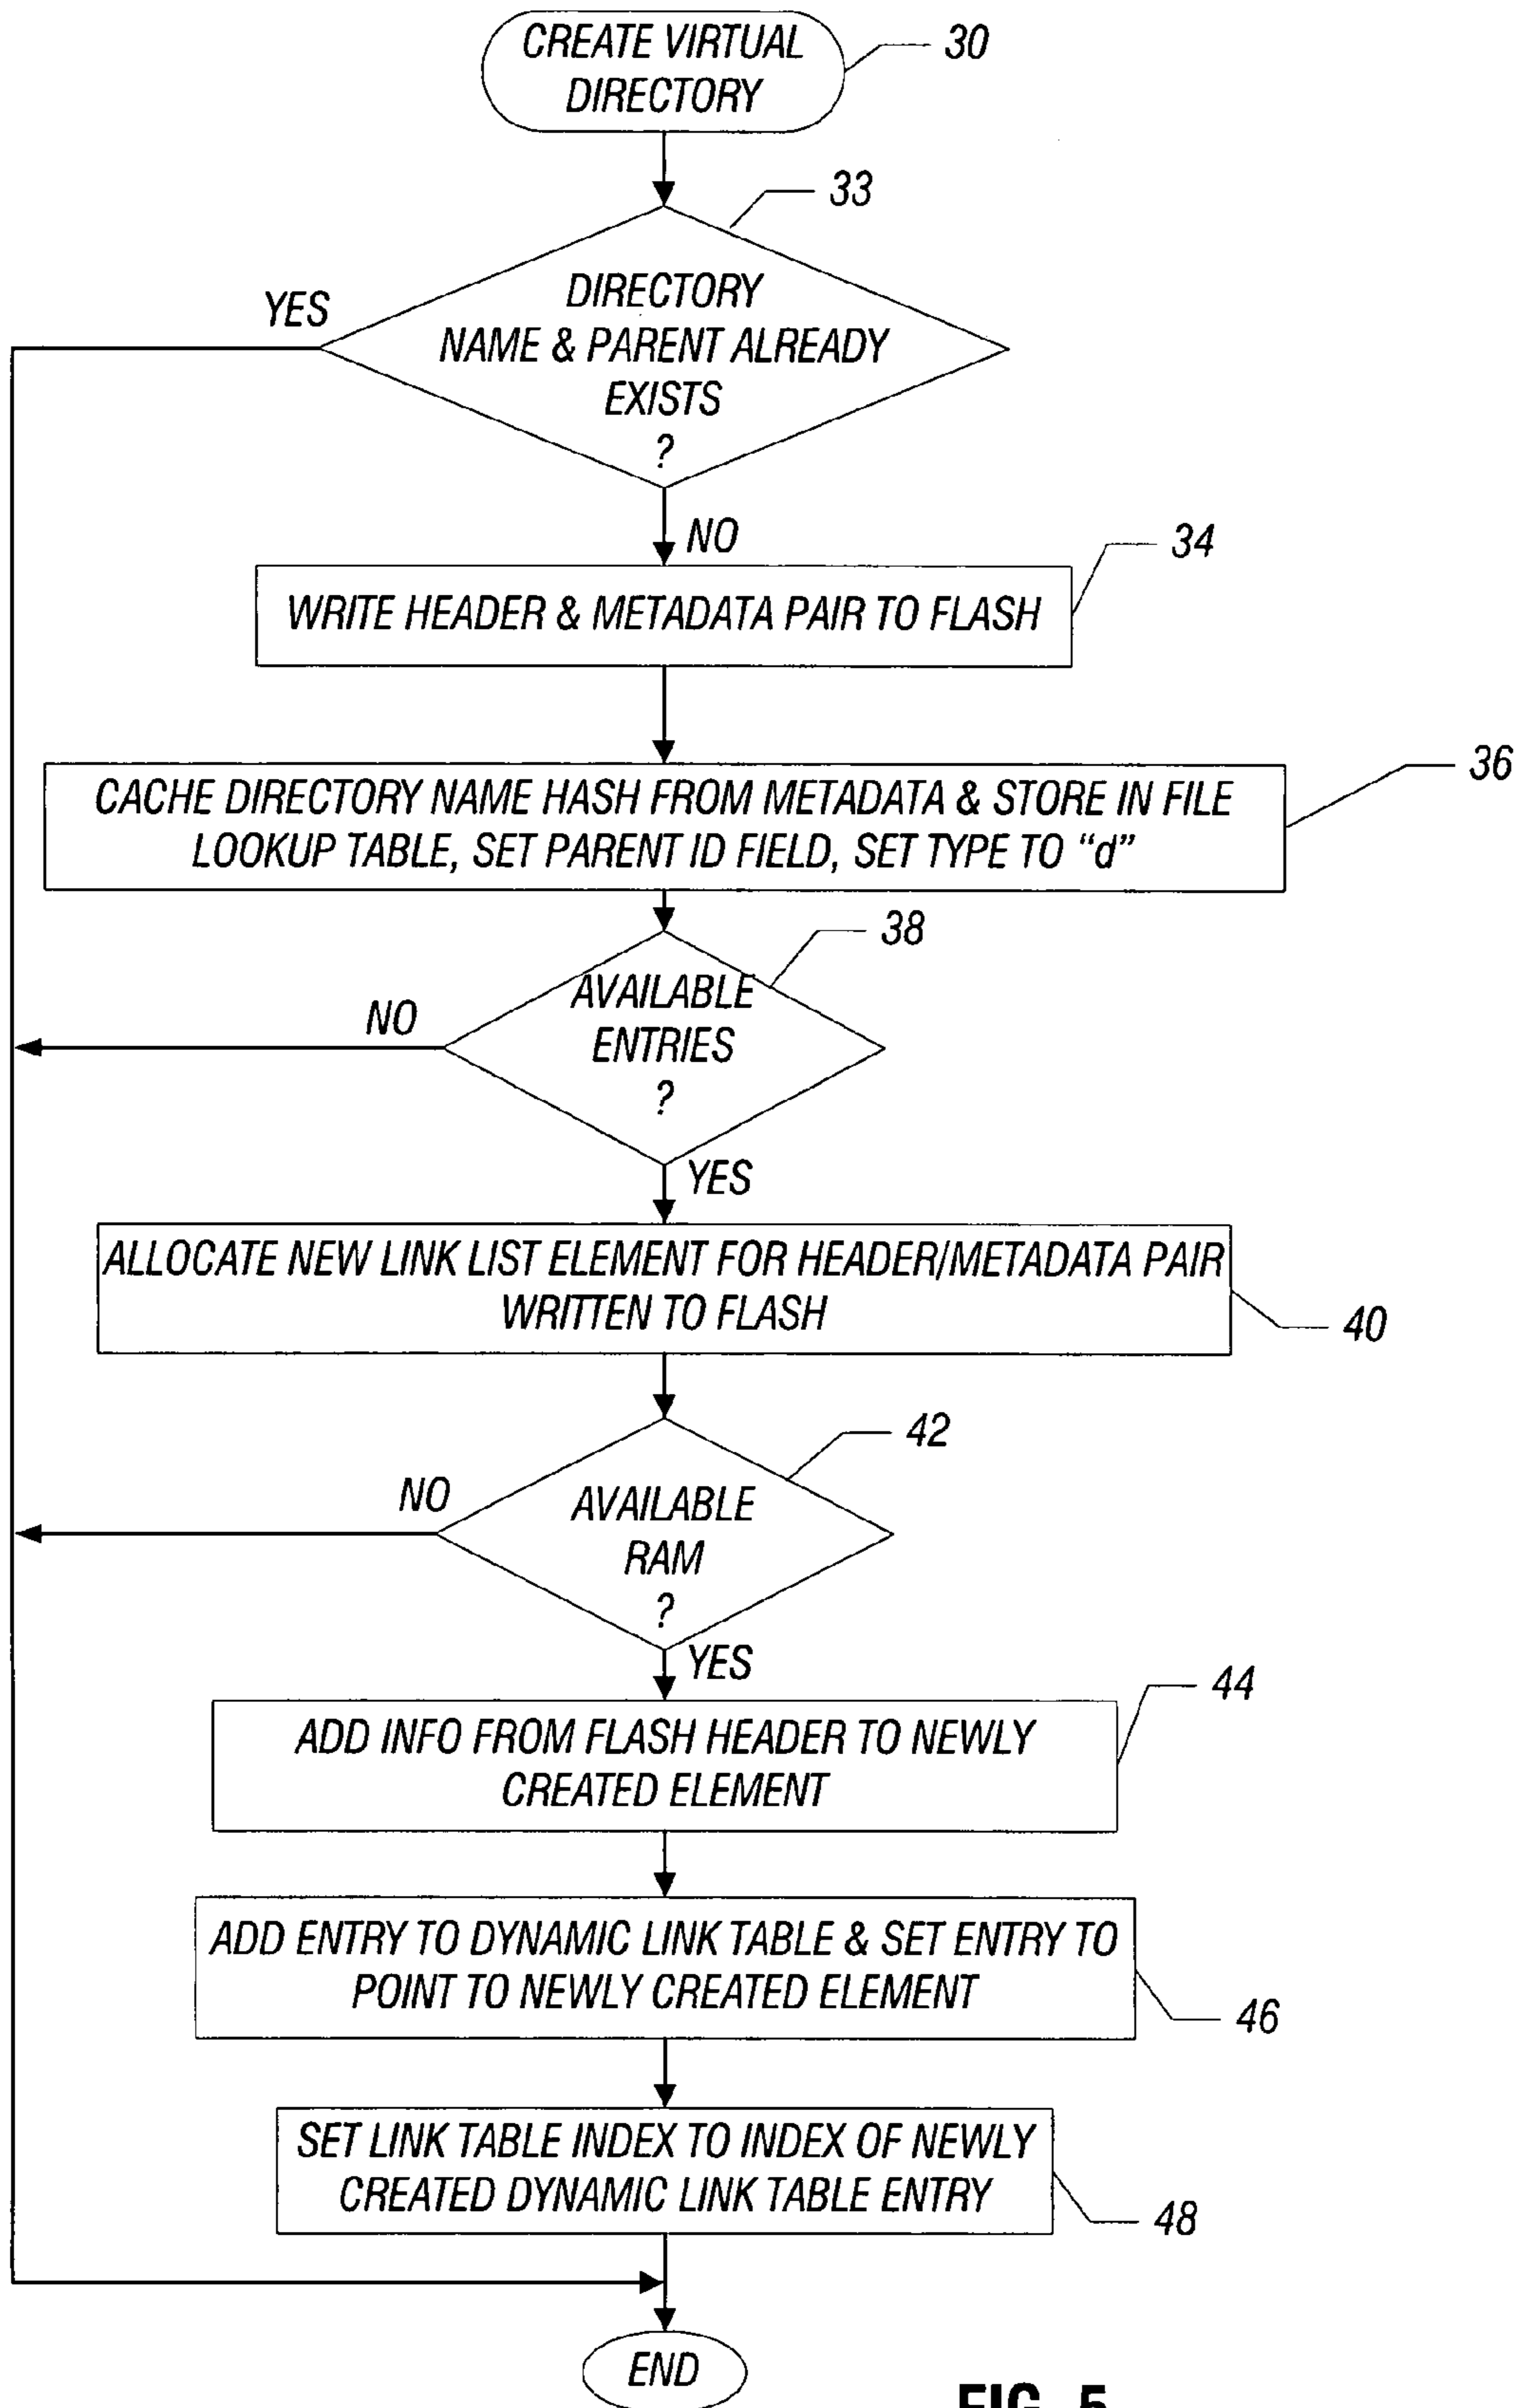 CREATE VIRTUAL
DIRECTORY
30
33
DIRECTORY
NAME & PARENT ALREADY
EXISTS
?
YES
NO
34
WRITE HEADER & METADATA PAIR TO FLASH
36
CACHE DIRECTORY NAME HASH FROM METADATA & STORE IN FILE
LOOKUP TABLE, SET PARENT ID FIELD, SET TYPE TO “d”
38
AVAILABLE
ENTRIES
?
NO
YES
ALLOCATE NEW LINK LIST ELEMENT FOR HEADER/METADATA PAIR
WRITTEN TO FLASH
40
42
AVAILABLE
RAM
?
NO
YES
44
ADD INFO FROM FLASH HEADER TO NEWLY
CREATED ELEMENT
ADD ENTRY TO DYNAMIC LINK TABLE & SET ENTRY TO
POINT TO NEWLY CREATED ELEMENT
46
SET LINK TABLE INDEX TO INDEX OF NEWLY
CREATED DYNAMIC LINK TABLE ENTRY
48
END
FIG. 5